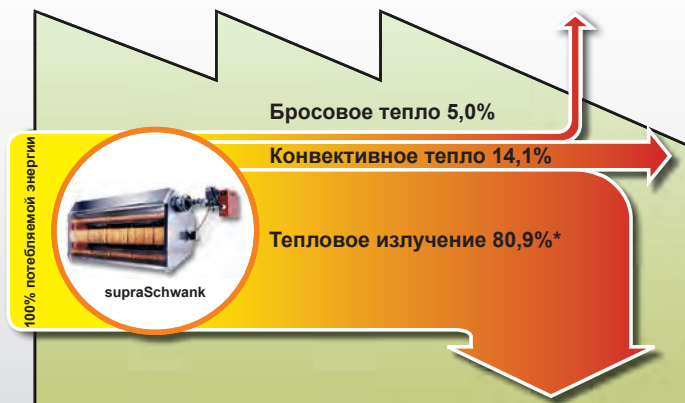 Бросовое тепло 5,0%
Конвективное тепло 14,1%
100% потебляемой энергии
Тепловое излучение 80,9%*
supraSchwank